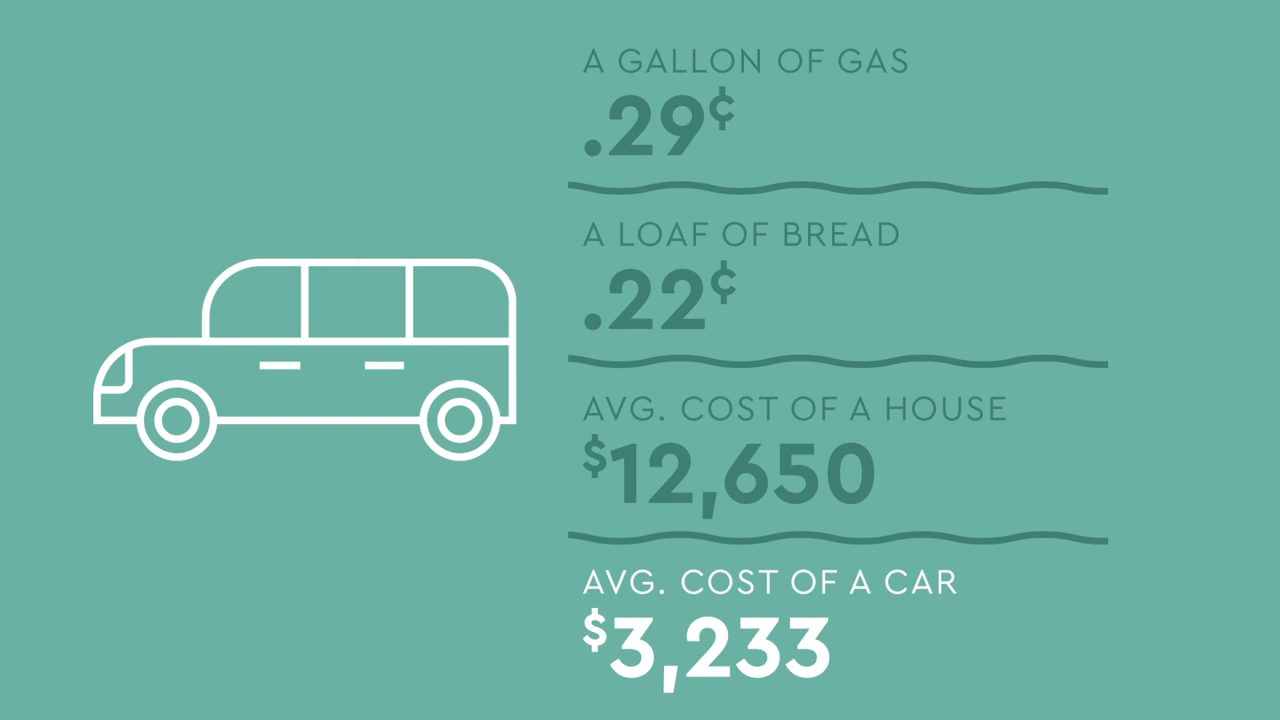 A GALLON OF GAS
.29¢
A LOAF OF BREAD
.22¢
AVG. COST OF A HOUSE
$12,650
AVG. COST OF A CAR
$3,233